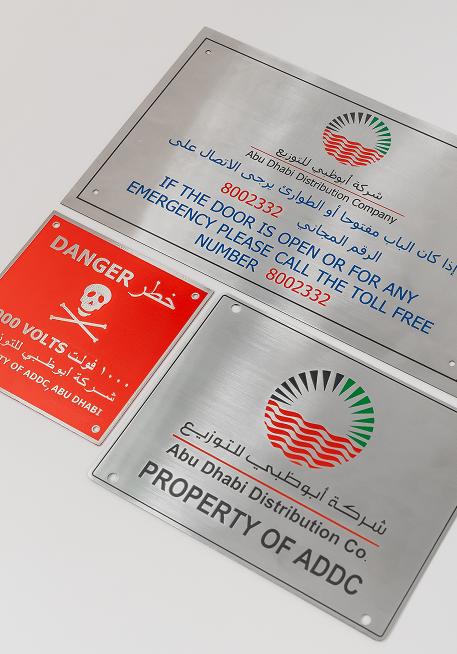 شركة أبوظبي للتوزيع
Abu Dhabi Distribution Company
إذا كان الباب مفتوحا أو الطوارئ يرجى الاتصال على
الرقم المجاني 8002332
IF THE DOOR IS OPEN OR FOR ANY
EMERGENCY PLEASE CALL THE TOLL FREE
NUMBER 8002332
DANGER خطر
000 VOLTS ١٠٠٠ فولت
شركة أبوظبي للتوزيع
TY OF ADDC, ABU DHABI
شركة أبوظبي للتوزيع
Abu Dhabi Distribution Co.
PROPERTY OF ADDC